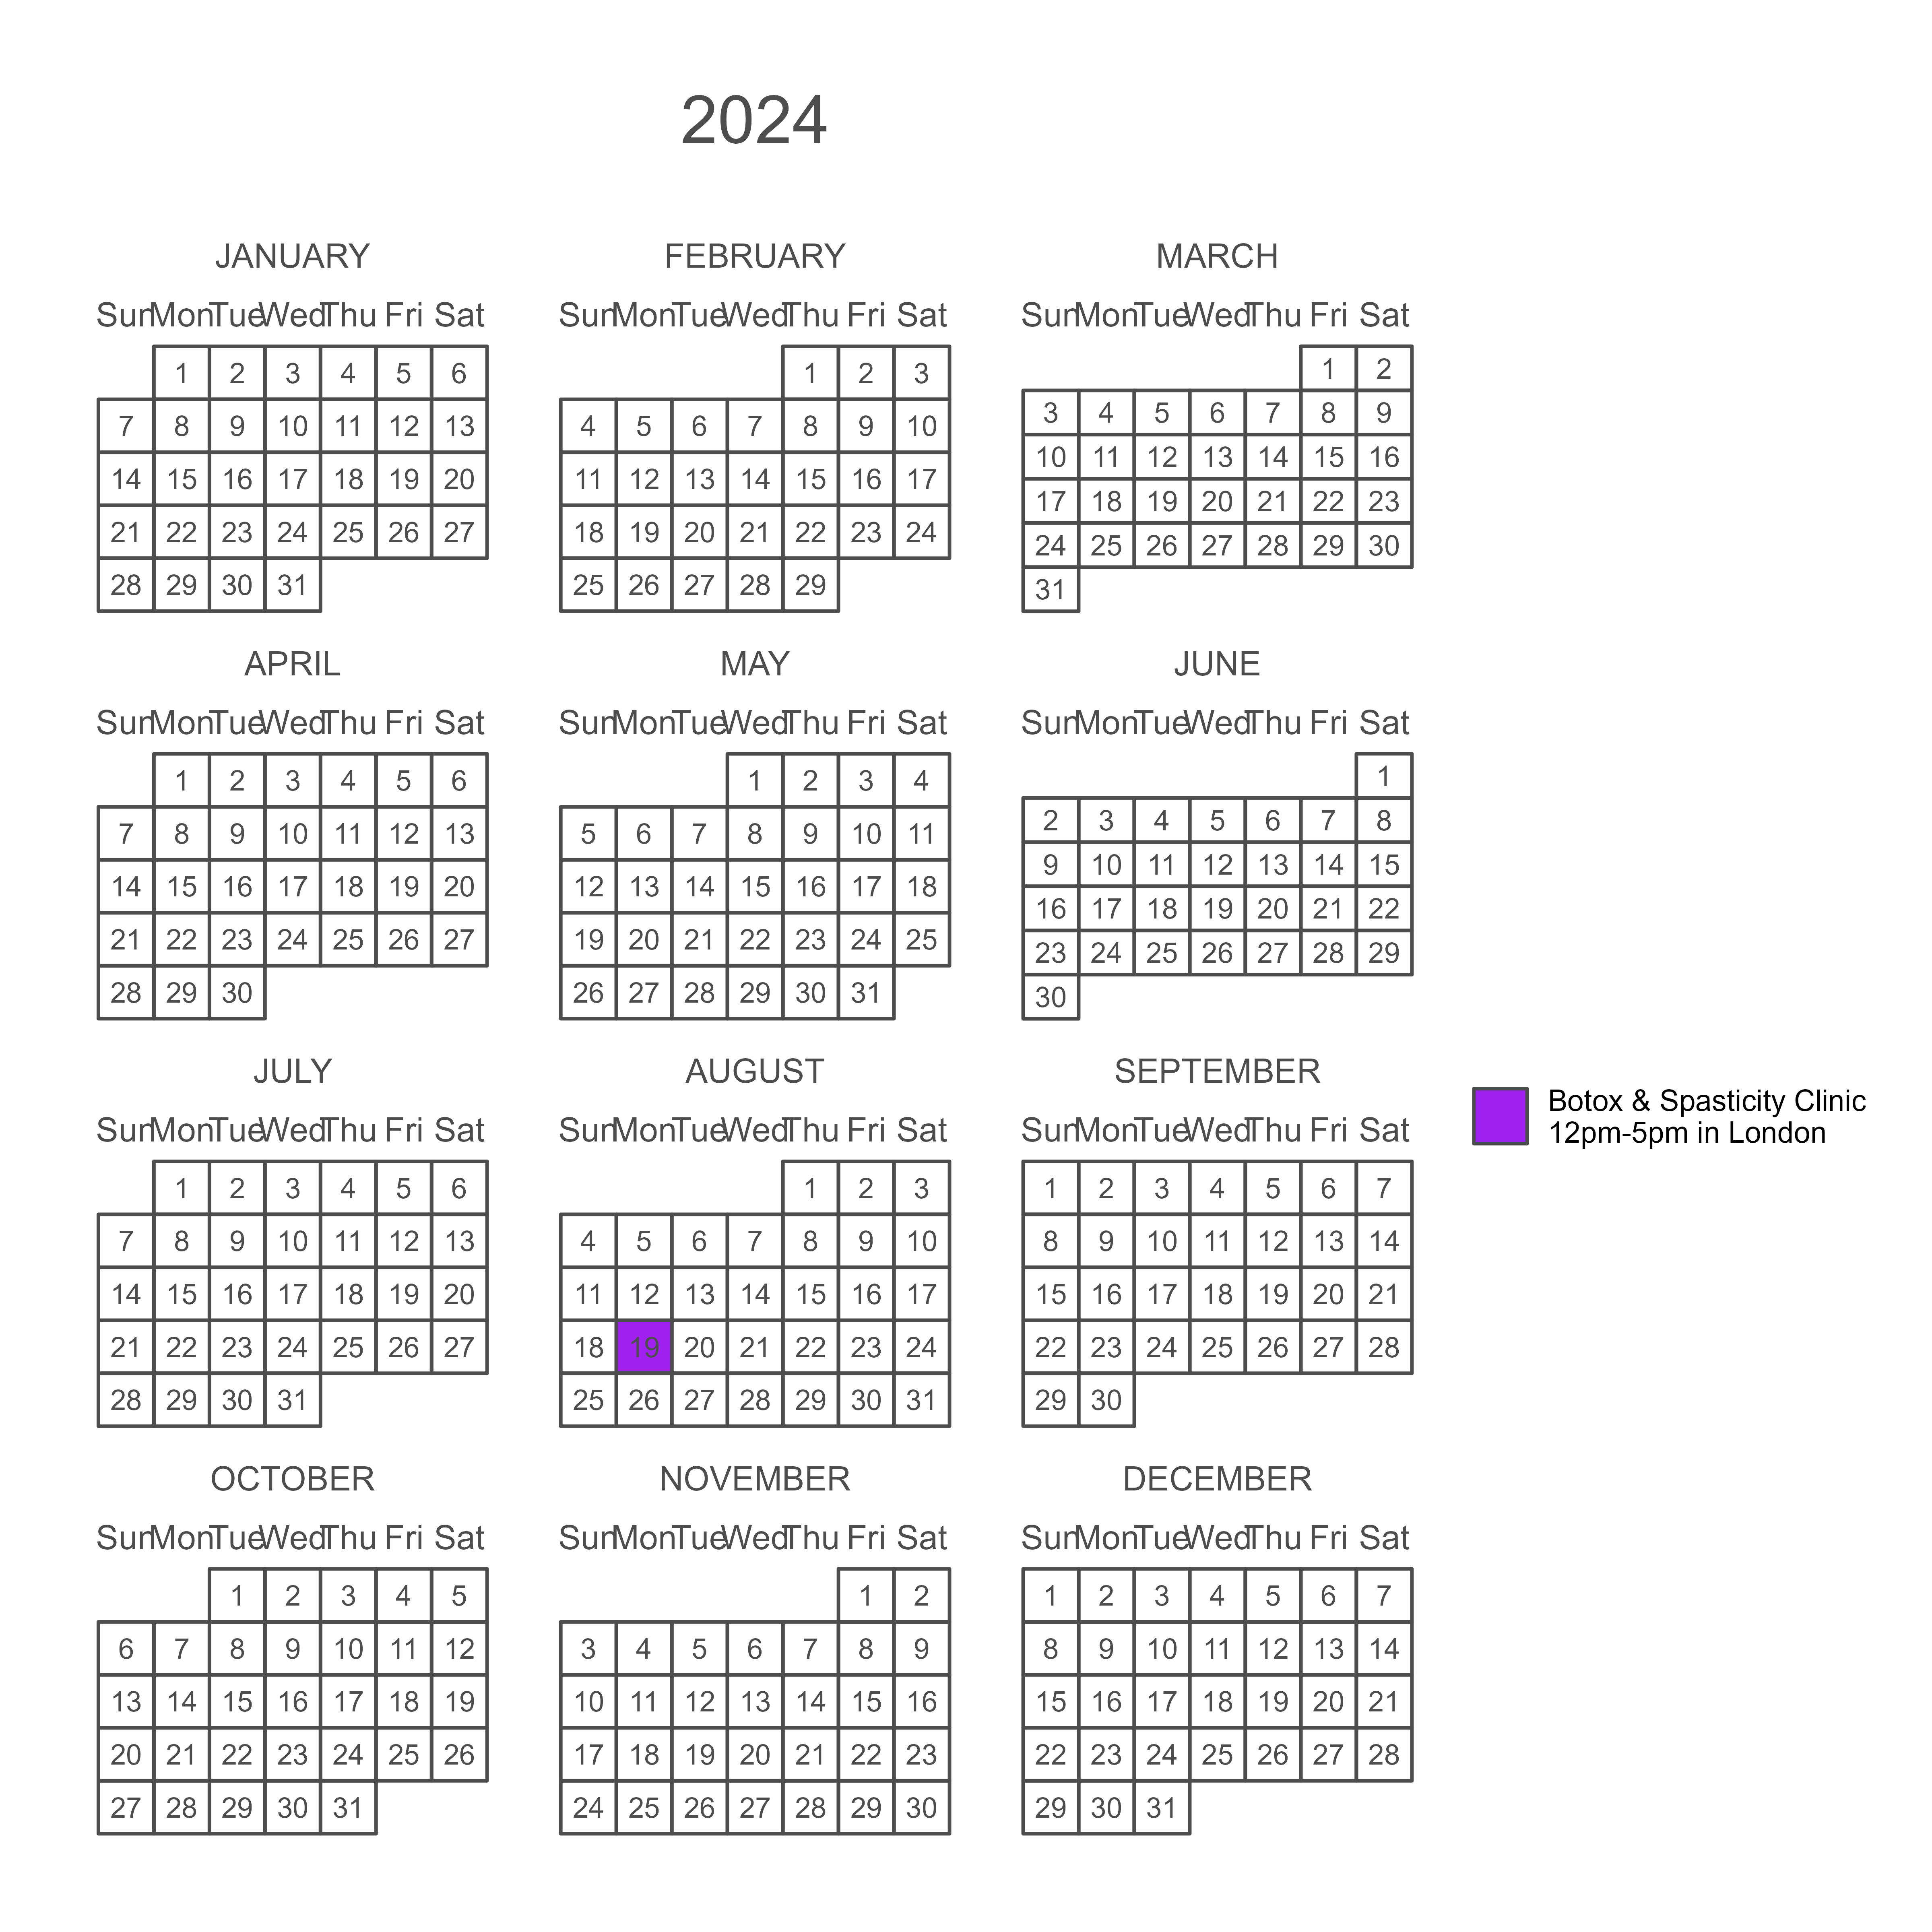 2024
JANUARY FEBRUARY MARCH
Sun Mon Tue Wed Thu Fri Sat Sun Mon Tue Wed Thu Fri Sat Sun Mon Tue Wed Thu Fri Sat
1 2 3 4 5 6 1 2 3 1 2
7 8 9 10 11 12 13 4 5 6 7 8 9 10 3 4 5 6 7 8 9
14 15 16 17 18 19 20 11 12 13 14 15 16 17 10 11 12 13 14 15 16
21 22 23 24 25 26 27 18 19 20 21 22 23 24 17 18 19 20 21 22 23
28 29 30 31 25 26 27 28 29 24 25 26 27 28 29 30
31
APRIL MAY JUNE
Sun Mon Tue Wed Thu Fri Sat Sun Mon Tue Wed Thu Fri Sat Sun Mon Tue Wed Thu Fri Sat
1 2 3 4 5 6 1 2 3 4 1
7 8 9 10 11 12 13 5 6 7 8 9 10 11 2 3 4 5 6 7 8
14 15 16 17 18 19 20 12 13 14 15 16 17 18 9 10 11 12 13 14 15
21 22 23 24 25 26 27 19 20 21 22 23 24 25 16 17 18 19 20 21 22
28 29 30 26 27 28 29 30 31 23 24 25 26 27 28 29
30
JULY AUGUST SEPTEMBER
Sun Mon Tue Wed Thu Fri Sat Sun Mon Tue Wed Thu Fri Sat Sun Mon Tue Wed Thu Fri Sat
1 2 3 4 5 6 1 2 3 1 2 3 4 5 6 7
7 8 9 10 11 12 13 4 5 6 7 8 9 10 8 9 10 11 12 13 14
14 15 16 17 18 19 20 11 12 13 14 15 16 17 15 16 17 18 19 20 21
21 22 23 24 25 26 27 18 19 20 21 22 23 24 22 23 24 25 26 27 28
28 29 30 31 25 26 27 28 29 30 31 29 30
Botox & Spasticity Clinic
12pm-5pm in London
OCTOBER NOVEMBER DECEMBER
Sun Mon Tue Wed Thu Fri Sat Sun Mon Tue Wed Thu Fri Sat Sun Mon Tue Wed Thu Fri Sat
1 2 3 4 5 1 2 1 2 3 4 5 6 7
6 7 8 9 10 11 12 3 4 5 6 7 8 9 8 9 10 11 12 13 14
13 14 15 16 17 18 19 10 11 12 13 14 15 16 15 16 17 18 19 20 21
20 21 22 23 24 25 26 17 18 19 20 21 22 23 22 23 24 25 26 27 28
27 28 29 30 31 24 25 26 27 28 29 30 29 30 31